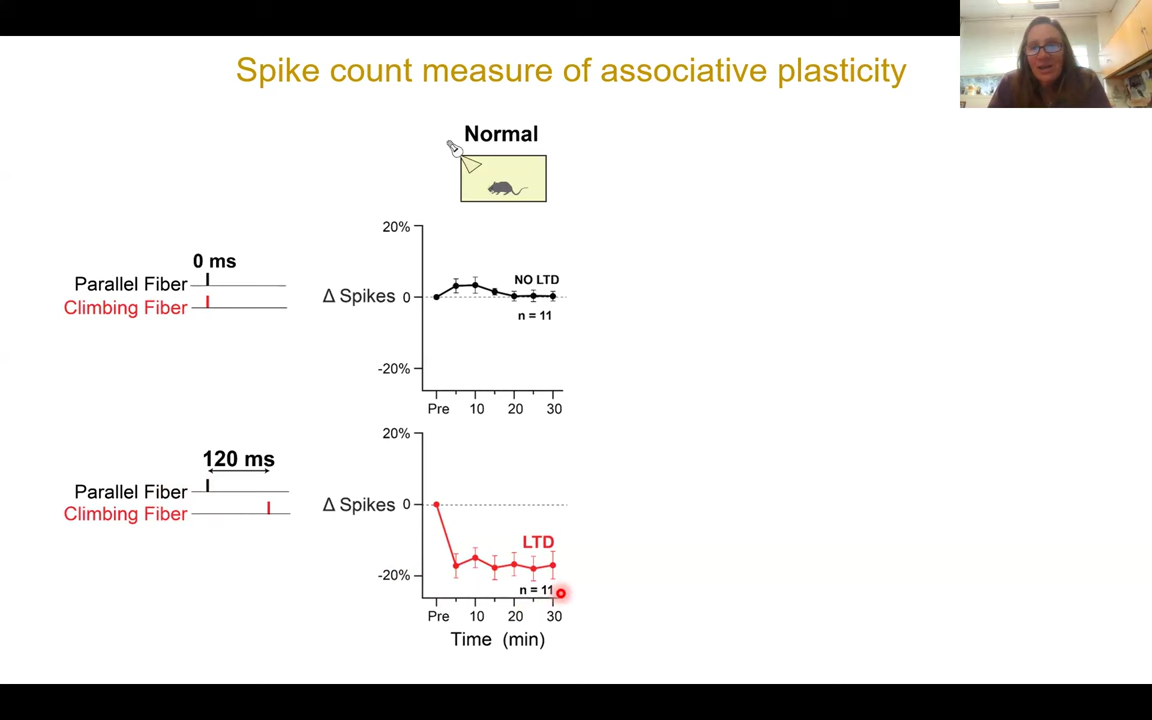 Spike count measure of associative plasticity
Normal
0 ms
Parallel Fiber
Climbing Fiber
20%
Δ Spikes 0
-20%
NO LTD
n = 11
Pre 10 20 30
120 ms
Parallel Fiber
Climbing Fiber
20%
Δ Spikes 0
-20%
LTD
n = 11
Pre 10 20 30
Time (min)